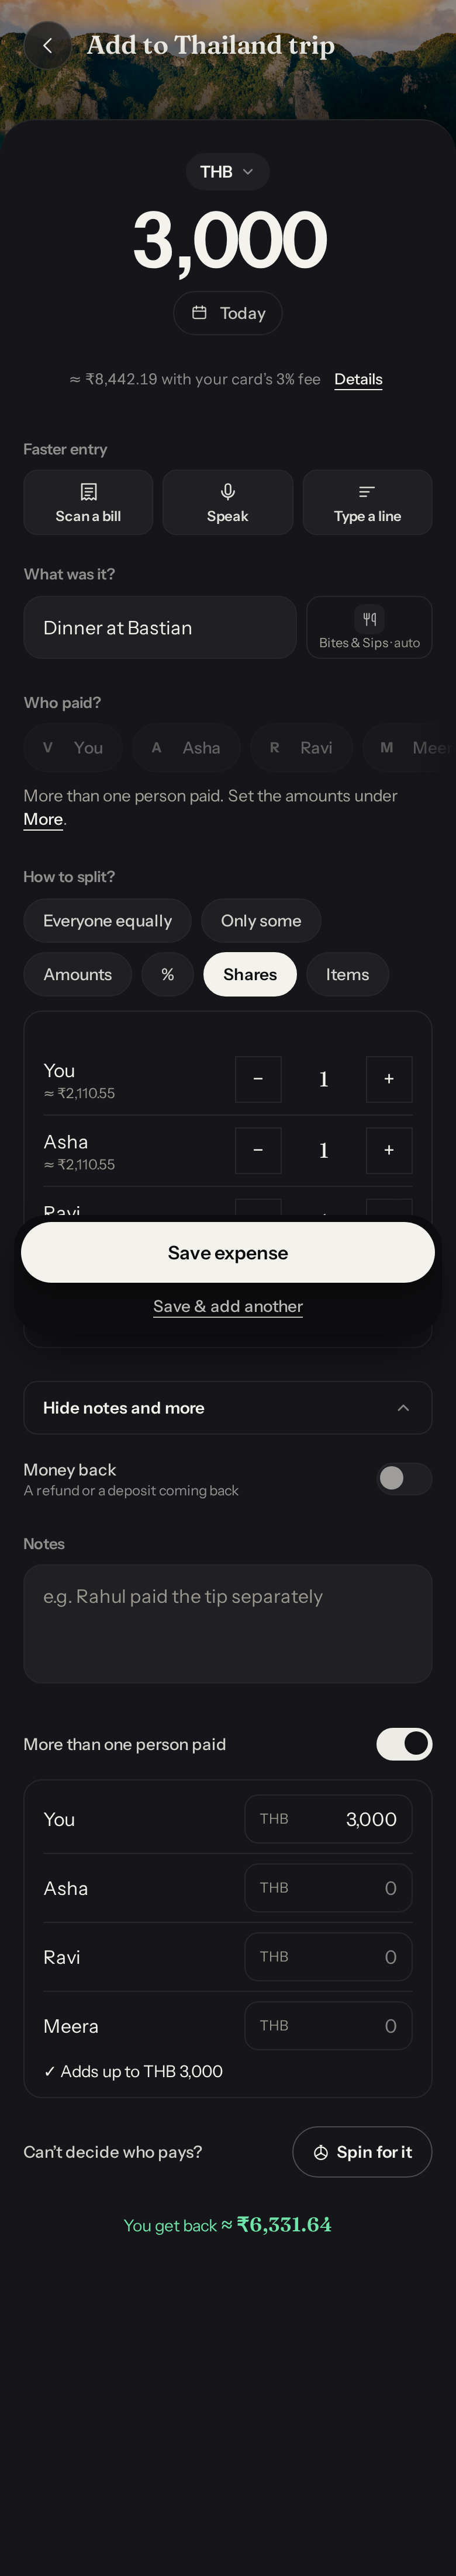 Add to Thailand trip
THB
3,000
Today
≈ ₹8,442.19 with your card's 3% fee Details
Faster entry
Scan a bill
Speak
Type a line
What was it?
Dinner at Bastian
Bites & Sips · auto
Who paid?
V You A Asha R Ravi M Meer
More than one person paid. Set the amounts under
More.
How to split?
Everyone equally Only some
Amounts % Shares Items
You
≈ ₹2,110.55
− 1 +
Asha
≈ ₹2,110.55
− 1 +
Ravi
Save expense
Save & add another
Hide notes and more
Money back
A refund or a deposit coming back
Notes
e.g. Rahul paid the tip separately
More than one person paid
You THB 3,000
Asha THB 0
Ravi THB 0
Meera THB 0
✓ Adds up to THB 3,000
Can't decide who pays? Spin for it
You get back ≈ ₹6,331.64